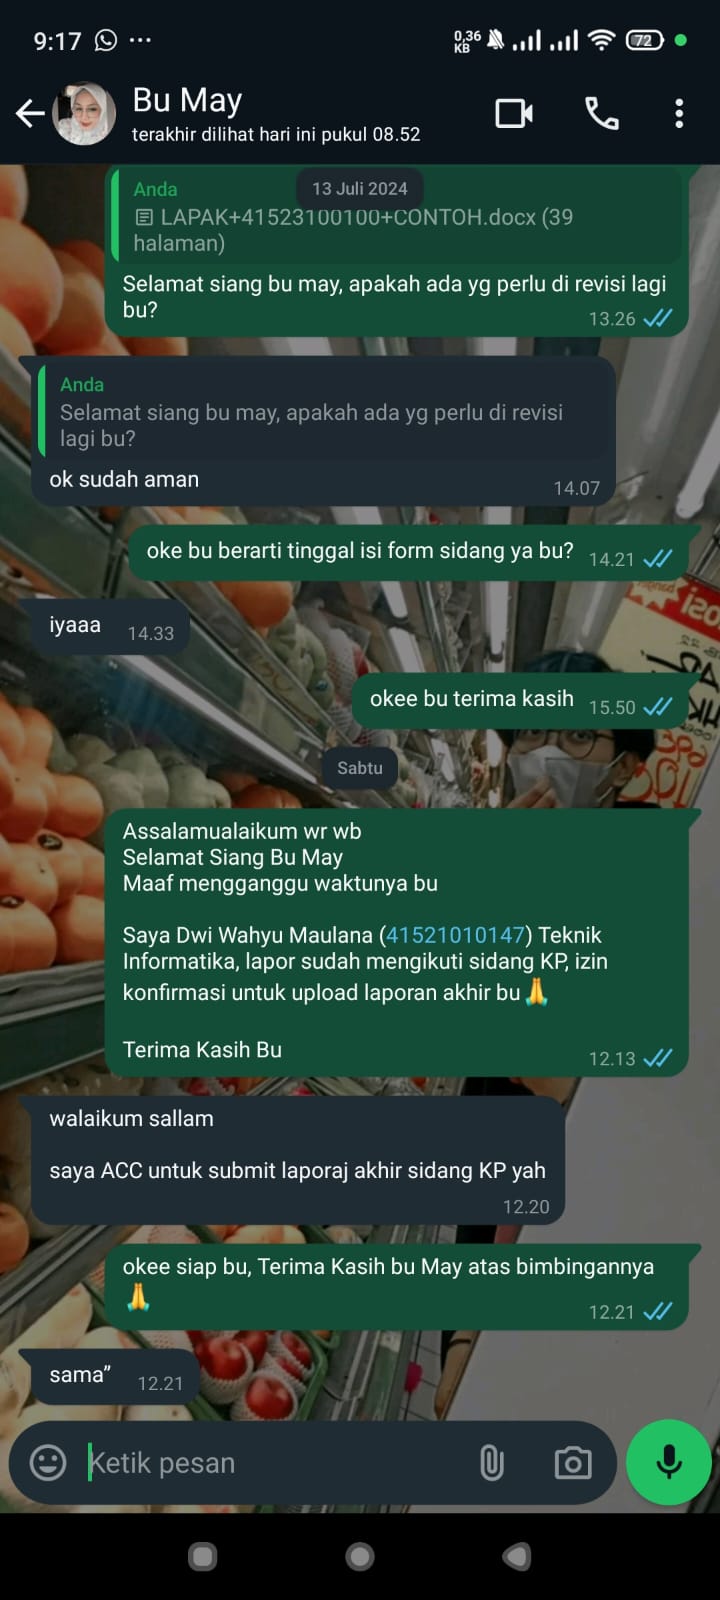 9:17
0,36
KB
72
Bu May
terakhir dilihat hari ini pukul 08.52
13 Juli 2024
Anda
LAPAK+41523100100+CONTOH.docx (39
halaman)
Selamat siang bu may, apakah ada yg perlu di revisi lagi
bu?
13.26
Anda
Selamat siang bu may, apakah ada yg perlu di revisi
lagi bu?
ok sudah aman
14.07
oke bu berarti tinggal isi form sidang ya bu?
14.21
iyaaa
14.33
okee bu terima kasih
15.50
Sabtu
Assalamualaikum wr wb
Selamat Siang Bu May
Maaf mengganggu waktunya bu
Saya Dwi Wahyu Maulana (41521010147) Teknik
Informatika, lapor sudah mengikuti sidang KP, izin
konfirmasi untuk upload laporan akhir bu🙏
Terima Kasih Bu
12.13
walaikum sallam
saya ACC untuk submit laporaj akhir sidang KP yah
12.20
okee siap bu, Terima Kasih bu May atas bimbingannya
🙏
12.21
sama”
12.21
Ketik pesan